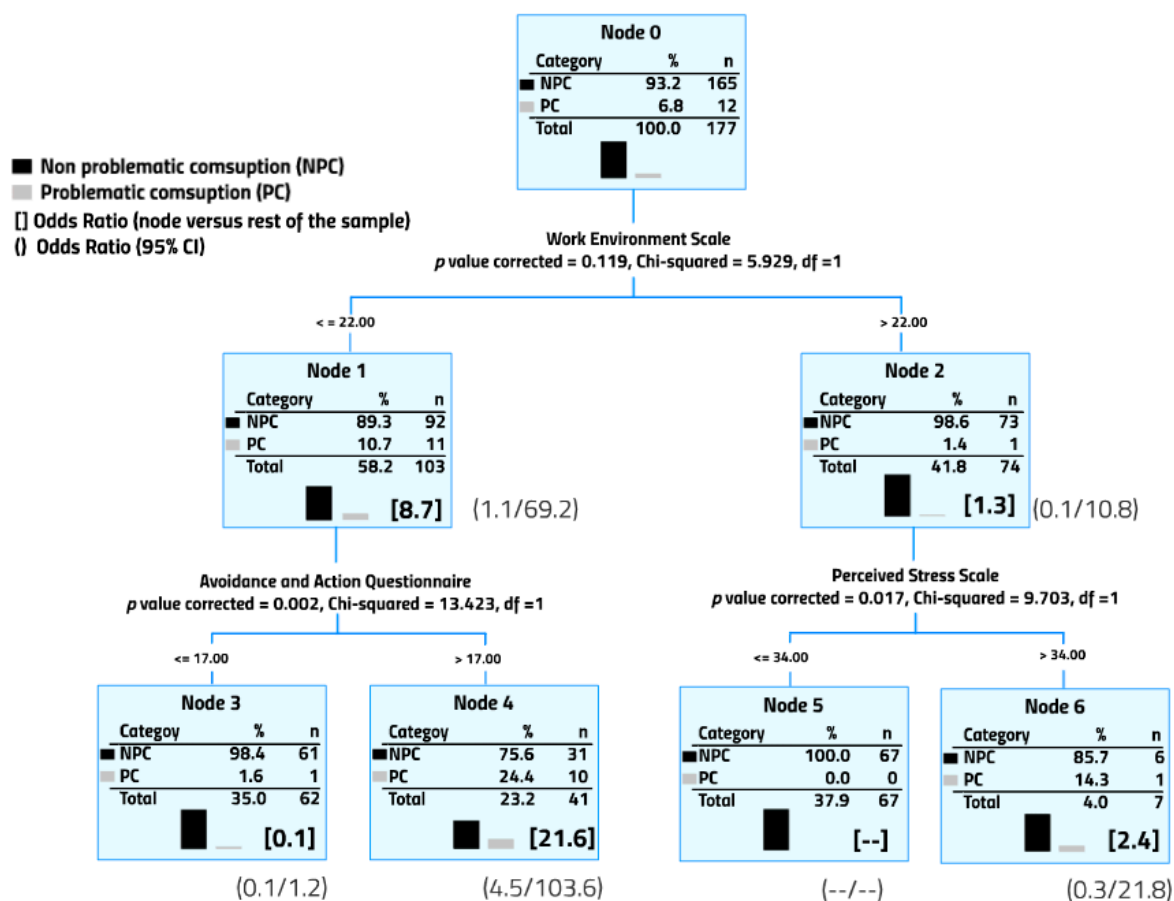 Node 0
Category % n
NPC 93.2 165
PC 6.8 12
Total 100.0 177
Non problematic comsuption (NPC)
Problematic comsuption (PC)
[] Odds Ratio (node versus rest of the sample)
() Odds Ratio (95% CI)
Work Environment Scale
p value corrected = 0.119, Chi-squared = 5.929, df =1
< = 22.00
> 22.00
Node 1
Category % n
NPC 89.3 92
PC 10.7 11
Total 58.2 103
[8.7]
(1.1/69.2)
Node 2
Category % n
NPC 98.6 73
PC 1.4 1
Total 41.8 74
[1.3]
(0.1/10.8)
Avoidance and Action Questionnaire
p value corrected = 0.002, Chi-squared = 13.423, df =1
Perceived Stress Scale
p value corrected = 0.017, Chi-squared = 9.703, df =1
<= 17.00
> 17.00
<= 34.00
> 34.00
Node 3
Categoy % n
NPC 98.4 61
PC 1.6 1
Total 35.0 62
[0.1]
(0.1/1.2)
Node 4
Category % n
NPC 75.6 31
PC 24.4 10
Total 23.2 41
[21.6]
(4.5/103.6)
Node 5
Category % n
NPC 100.0 67
PC 0.0 0
Total 37.9 67
[--]
(--/--)
Node 6
Category % n
NPC 85.7 6
PC 14.3 1
Total 4.0 7
[2.4]
(0.3/21.8)